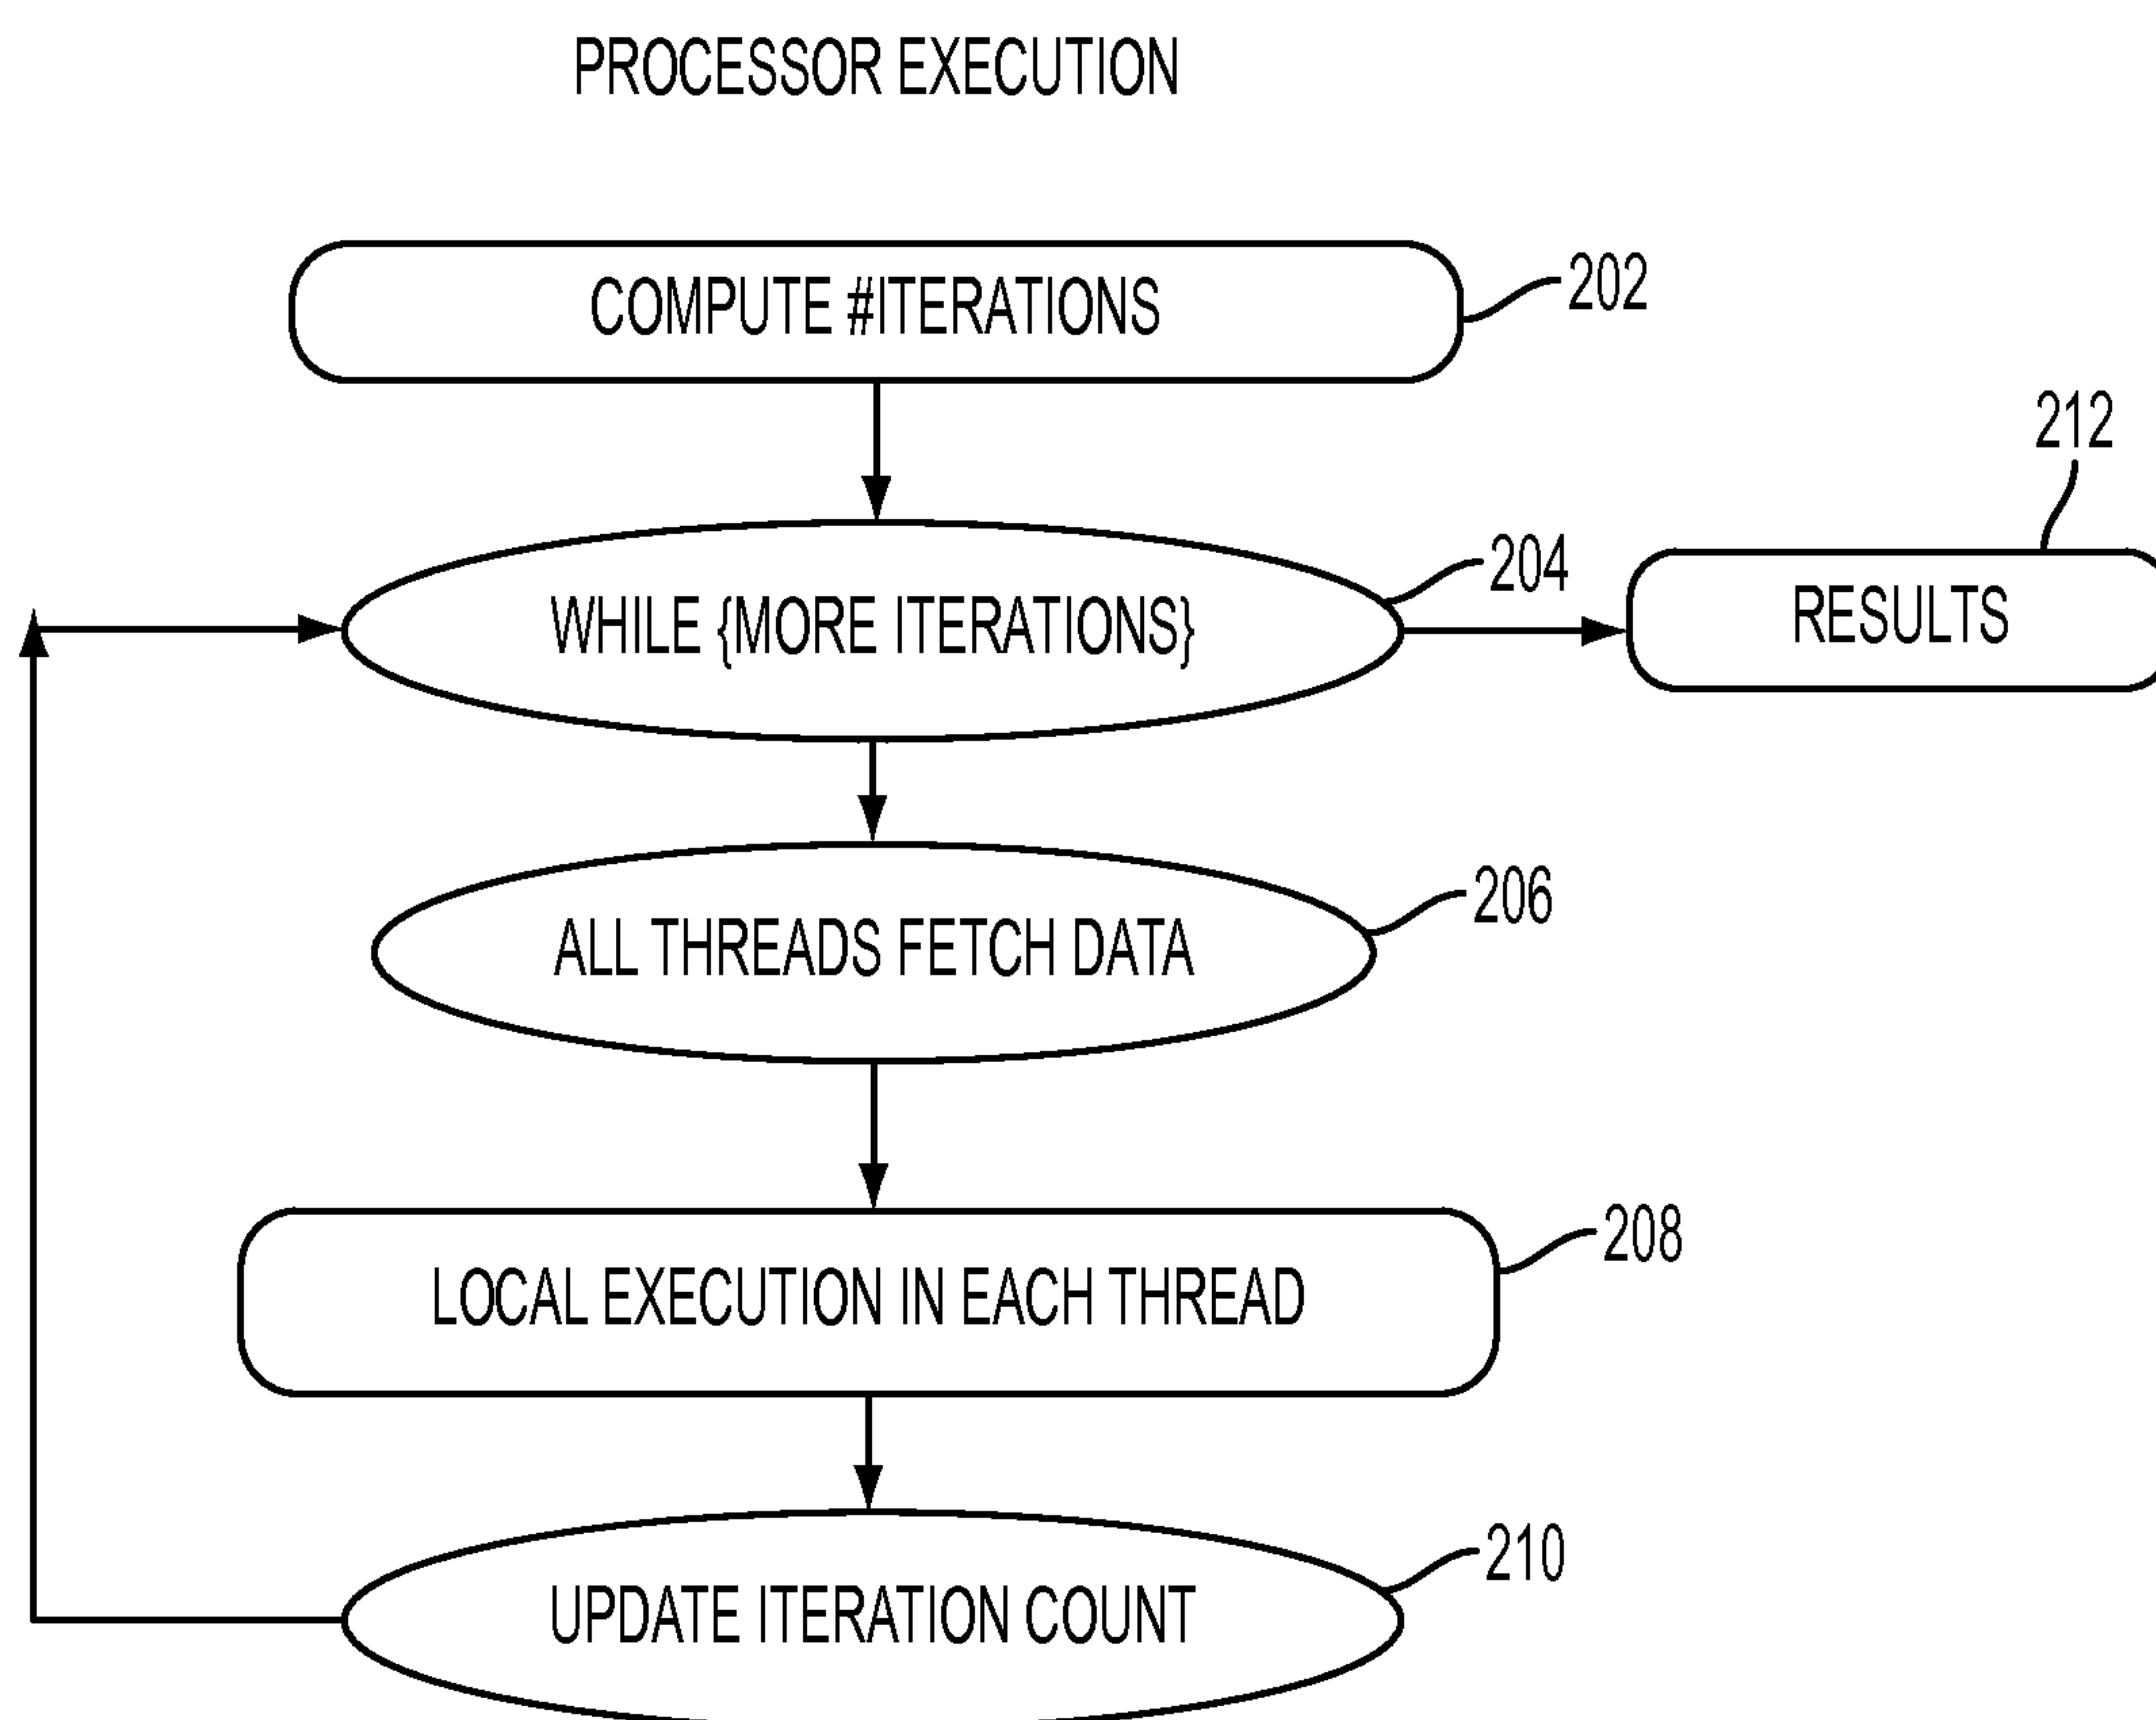 PROCESSOR EXECUTION
COMPUTE #ITERATIONS
202
212
204
WHILE {MORE ITERATIONS}
RESULTS
206
ALL THREADS FETCH DATA
208
LOCAL EXECUTION IN EACH THREAD
210
UPDATE ITERATION COUNT